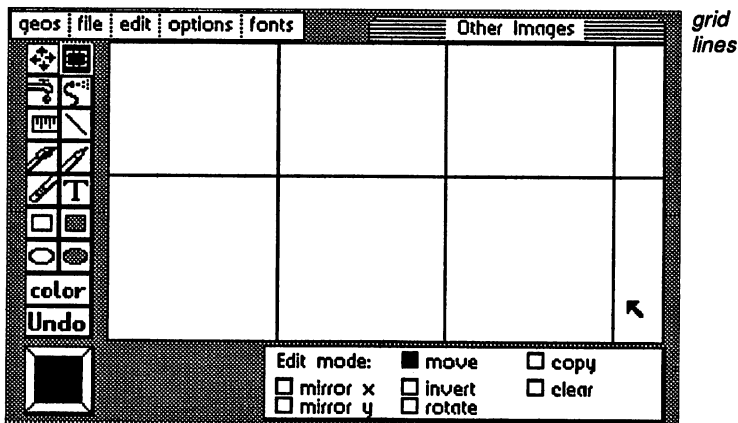 geos file edit options fonts
Other Images
grid
lines
T
color
Undo
Edit mode: move copy
mirror x invert clear
mirror y rotate